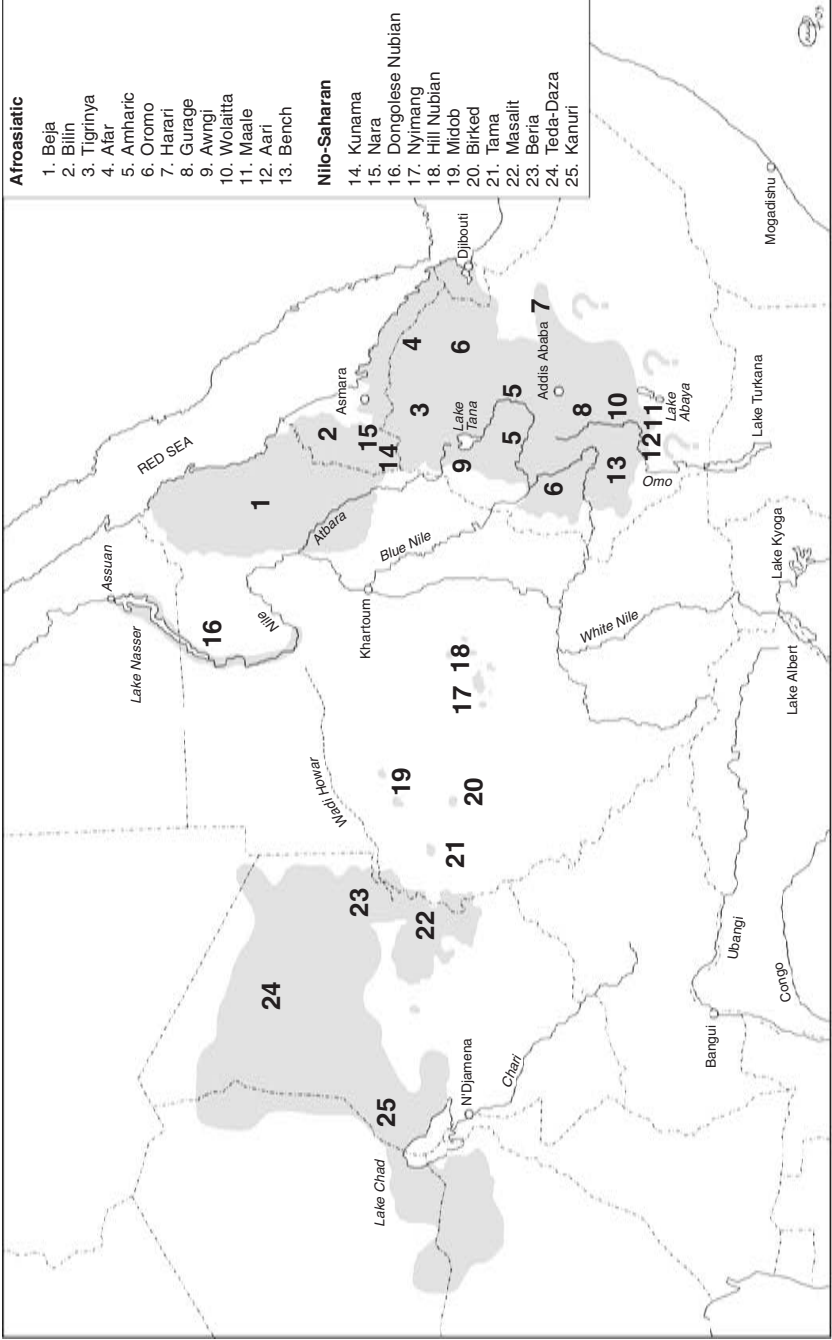 Afroasiatic
1. Beja
2. Bilin
3. Tigrinya
4. Afar
5. Amharic
6. Oromo
7. Harari
8. Gurage
9. Awngi
10. Wolaitta
11. Maale
12. Aari
13. Bench
Nilo-Saharan
14. Kunama
15. Nara
16. Dongolese Nubian
17. Nyimang
18. Hill Nubian
19. Midob
20. Birked
21. Tama
22. Masalit
23. Beria
24. Teda-Daza
25. Kanuri
RED SEA
Assuan
Lake Nasser
16
Nile
1
2
Asmara
15
14
3
4
Djibouti
6
Atbara
Khartoum
Blue Nile
9
Lake
Tana
5
5
Addis Ababa
7
?
6
8
13
10
12
11
Lake
Abaya
?
?
Omo
Lake Turkana
Mogadishu
Wadi Howar
19
20
21
17
18
White Nile
Lake Kyoga
Lake Albert
24
23
22
25
Lake Chad
N'Djamena
Chari
Bangui
Ubangi
Congo